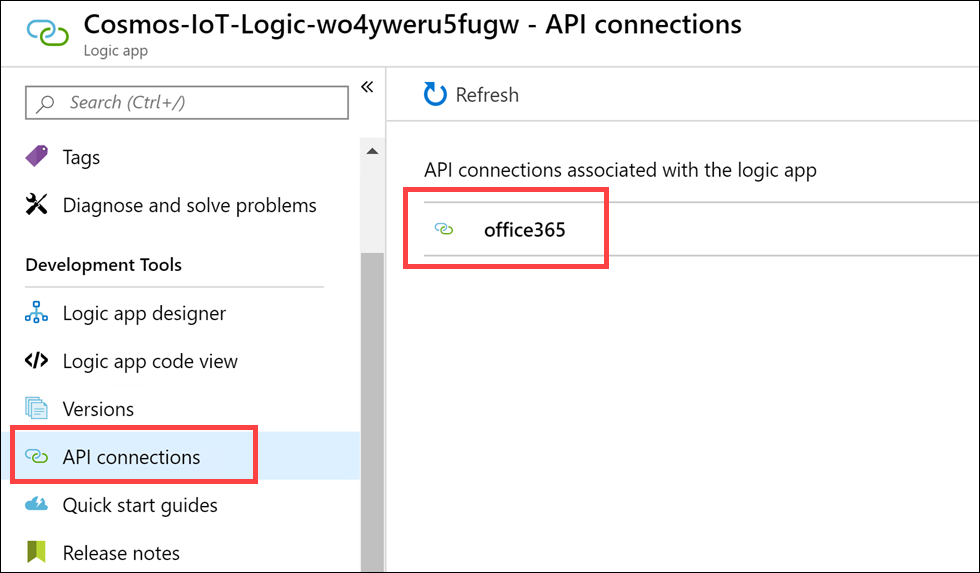 Cosmos-IoT-Logic-wo4yweru5fugw - API connections
Logic app
Search (Ctrl+/)
«
Tags
Diagnose and solve problems
Development Tools
Logic app designer
Logic app code view
Versions
API connections
Quick start guides
Release notes
Refresh
API connections associated with the logic app
office365